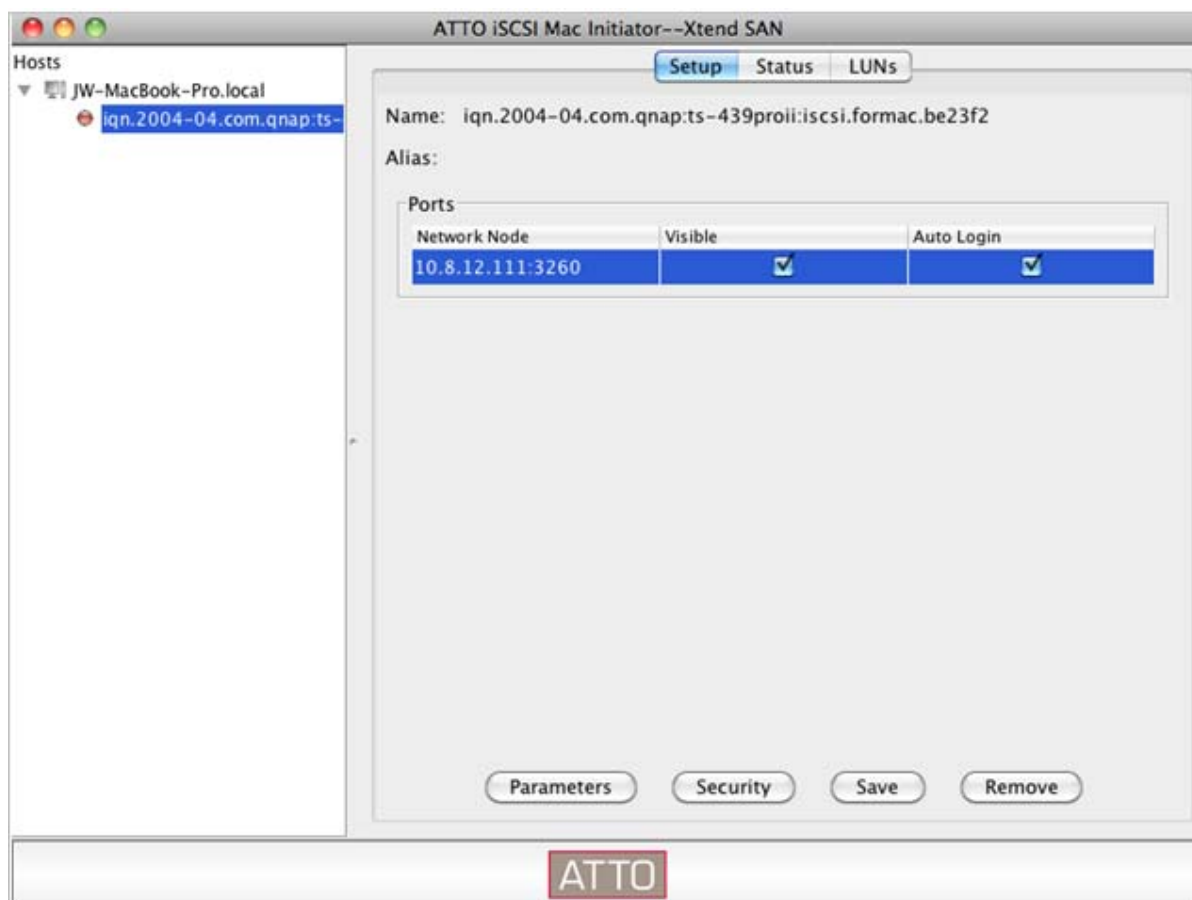 ATTO iSCSI Mac Initiator--Xtend SAN
Hosts
JW-MacBook-Pro.local
iqn.2004-04.com.qnap:ts-
Setup Status LUNs
Name: iqn.2004-04.com.qnap:ts-439proii:iscsi.formac.be23f2
Alias:
Ports
Network Node Visible Auto Login
10.8.12.111:3260
Parameters Security Save Remove
ATTO